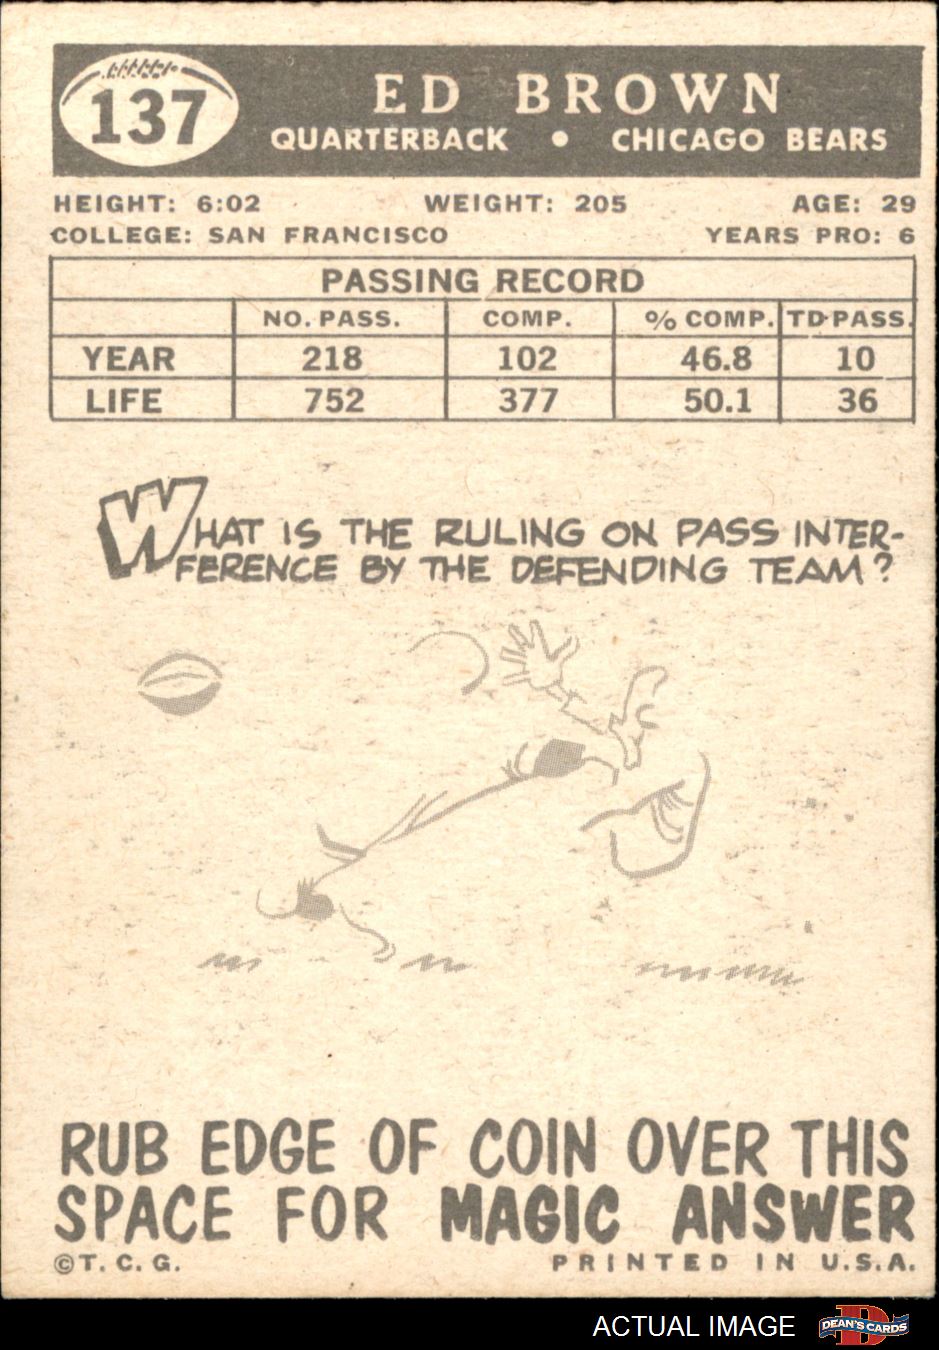 137
ED BROWN
QUARTERBACK • CHICAGO BEARS
HEIGHT: 6:02 WEIGHT: 205 AGE: 29
COLLEGE: SAN FRANCISCO YEARS PRO: 6
PASSING RECORD
NO. PASS. COMP. % COMP. TD-PASS.
YEAR 218 102 46.8 10
LIFE 752 377 50.1 36
WHAT IS THE RULING ON PASS INTER-
FERENCE BY THE DEFENDING TEAM?
RUB EDGE OF COIN OVER THIS
SPACE FOR MAGIC ANSWER
©T. C. G. PRINTED IN U.S.A.
ACTUAL IMAGE
D
DEAN'S CARDS